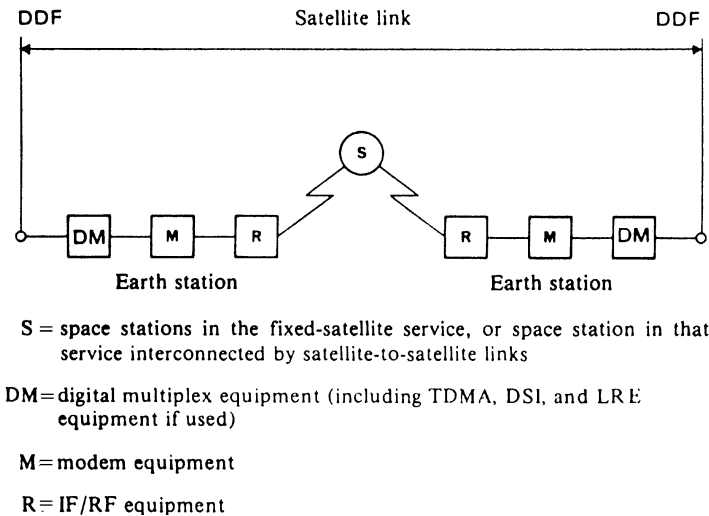 DDF Satellite link DDF
S
DM M R R M DM
Earth station Earth station
S = space stations in the fixed-satellite service, or space station in that
service interconnected by satellite-to-satellite links
DM = digital multiplex equipment (including TDMA, DSI, and LRE
equipment if used)
M = modem equipment
R = IF/RF equipment